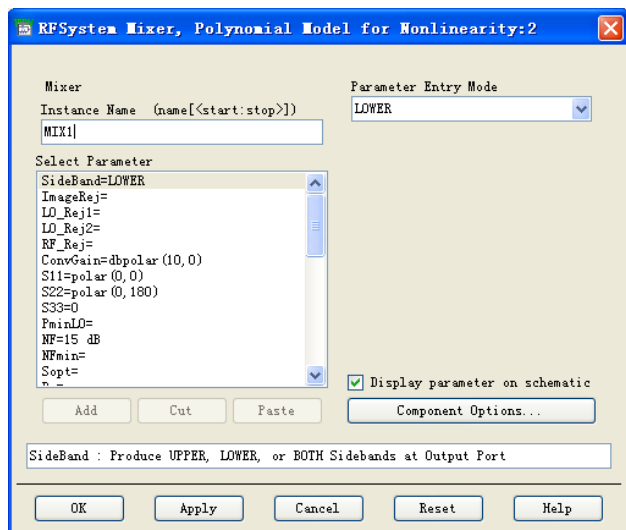 RFSystem Mixer, Polynomial Model for Nonlinearity:2
Mixer
Instance Name (name[<start:stop>])
MIX1
Select Parameter
SideBand=LOWER
ImageRej=
LO_Rej1=
LO_Rej2=
RF_Rej=
ConvGain=dbpolar(10,0)
S11=polar(0,0)
S22=polar(0,180)
S33=0
PminLO=
NF=15 dB
NFmin=
Sopt=
Add
Cut
Paste
Parameter Entry Mode
LOWER
Display parameter on schematic
Component Options...
SideBand : Produce UPPER, LOWER, or BOTH Sidebands at Output Port
OK
Apply
Cancel
Reset
Help